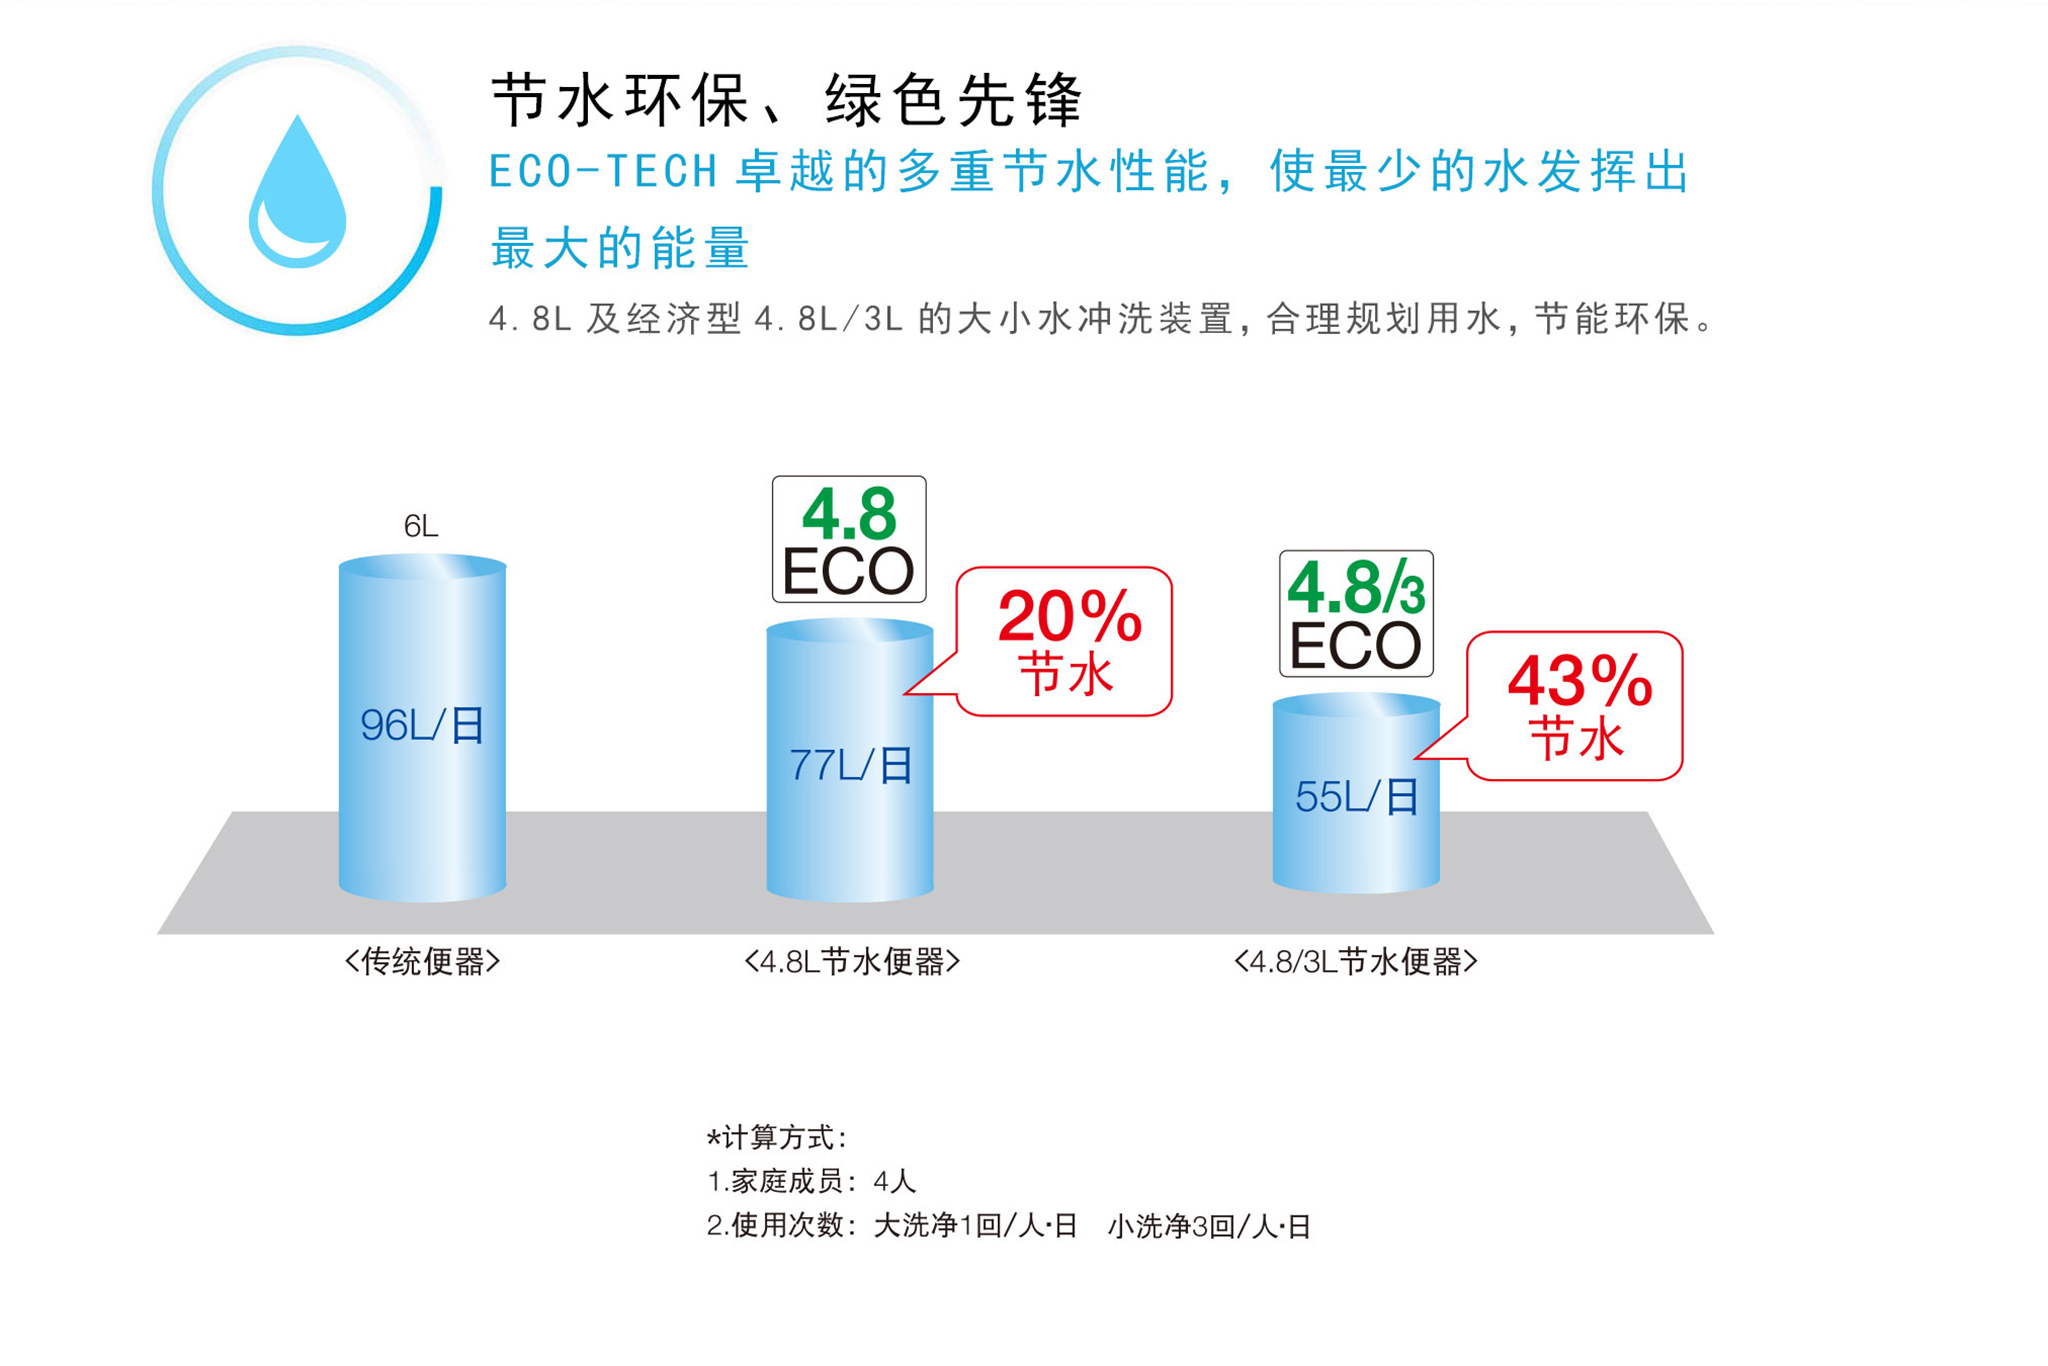 节水环保、绿色先锋
ECO-TECH 卓越的多重节水性能，使最少的水发挥出
最大的能量
4.8L 及经济型 4.8L/3L 的大小水冲洗装置，合理规划用水，节能环保。
6L
96L/日
<传统便器>
4.8
ECO
20%
节水
77L/日
<4.8L节水便器>
4.8/3
ECO
43%
节水
55L/日
<4.8/3L节水便器>
*计算方式：
1.家庭成员：4人
2.使用次数：大洗净1回/人·日 小洗净3回/人·日